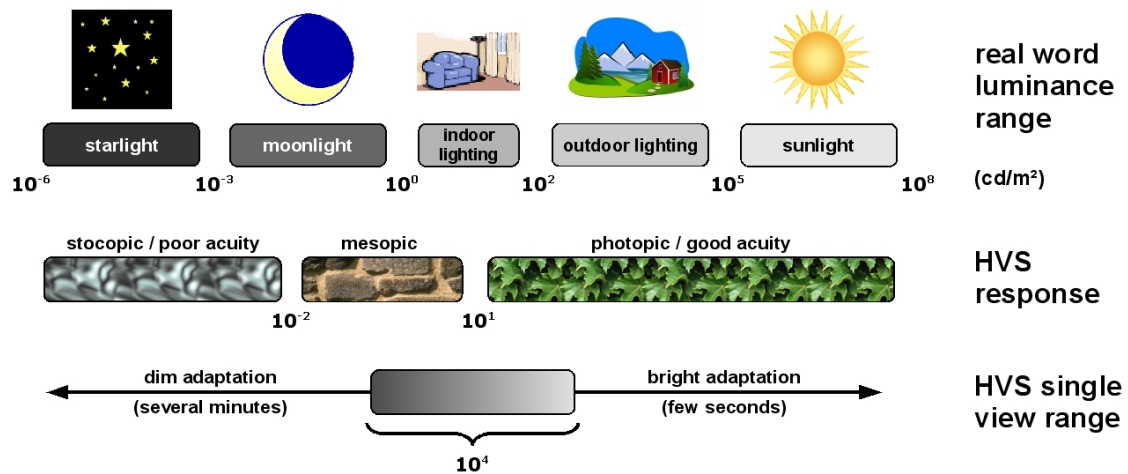 real word
luminance
range
starlight
moonlight
indoor
lighting
outdoor lighting
sunlight
10⁻⁶
10⁻³
10⁰
10²
10⁵
10⁸
(cd/m²)
stocopic / poor acuity
mesopic
photopic / good acuity
HVS
response
10⁻²
10¹
dim adaptation
(several minutes)
bright adaptation
(few seconds)
HVS single
view range
10⁴